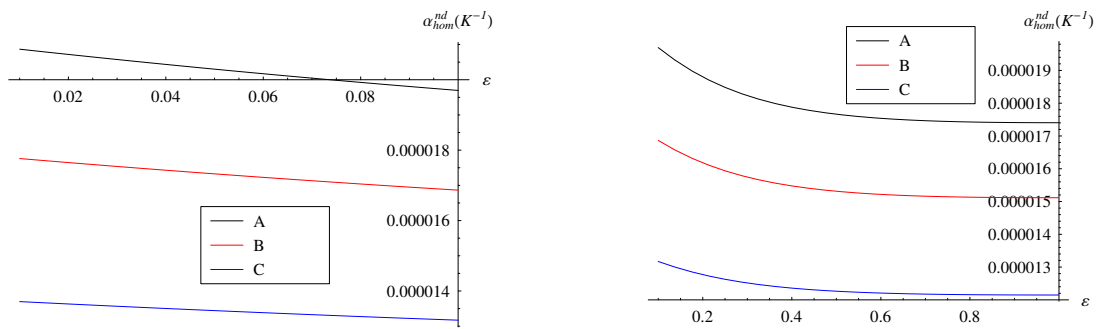 α_hom^nd (K^-1)
ε
0.02 0.04 0.06 0.08
0.000018
0.000016
0.000014
A
B
C
α_hom^nd (K^-1)
A
B
C
0.000019
0.000018
0.000017
0.000016
0.000015
0.000014
0.000013
ε
0.2 0.4 0.6 0.8